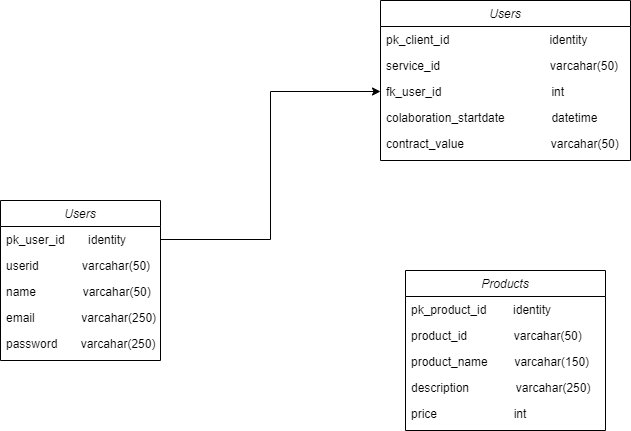 Users
pk_client_id identity
service_id varcahar(50)
fk_user_id int
colaboration_startdate datetime
contract_value varcahar(50)
Users
pk_user_id identity
userid varcahar(50)
name varcahar(50)
email varcahar(250)
password varcahar(250)
Products
pk_product_id identity
product_id varcahar(50)
product_name varcahar(150)
description varcahar(250)
price int